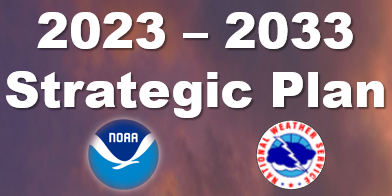 2023 – 2033
Strategic Plan
NOAA
NATIONAL WEATHER SERVICE